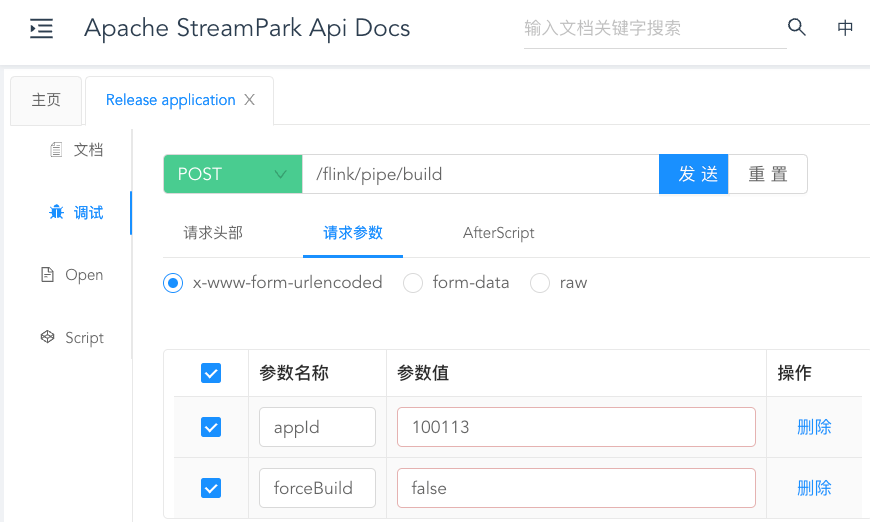 Apache StreamPark Api Docs
输入文档关键字搜索
中
主页
Release application X
文档
调试
Open
Script
POST
/flink/pipe/build
发 送
重 置
请求头部
请求参数
AfterScript
x-www-form-urlencoded
form-data
raw
参数名称
参数值
操作
appId
100113
删除
forceBuild
false
删除